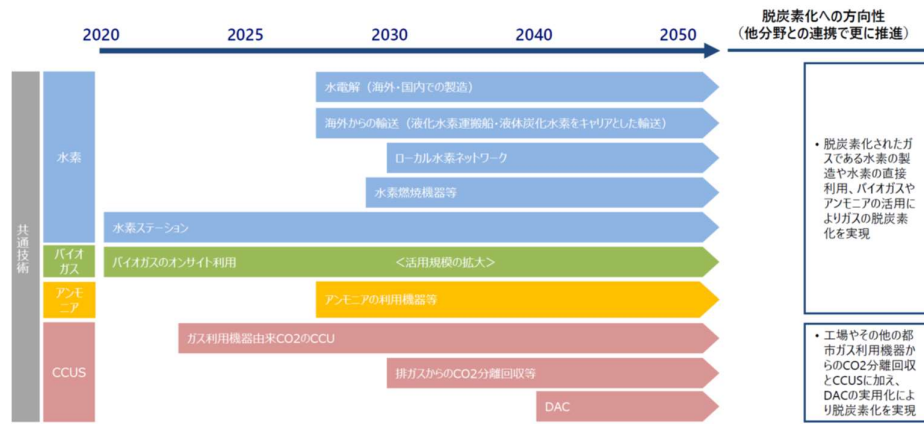 脱炭素化への方向性
（他分野との連携で更に推進）
2020
2025
2030
2040
2050
共通技術
水素
水電解（海外・国内での製造）
海外からの輸送（液化水素運搬船・液体炭化水素をキャリアとした輸送）
ローカル水素ネットワーク
水素燃焼機器等
水素ステーション
バイオ
ガス
バイオガスのオンサイト利用
＜活用規模の拡大＞
アンモ
ニア
アンモニアの利用機器等
CCUS
ガス利用機器由来CO2のCCU
排ガスからのCO2分離回収等
DAC
• 脱炭素化されたガ
スである水素の製
造や水素の直接
利用、バイオガスや
アンモニアの活用に
よりガスの脱炭素
化を実現
• 工場やその他の都
市ガス利用機器か
らのCO2分離回収
とCCUSに加え、
DACの実用化によ
り脱炭素化を実現